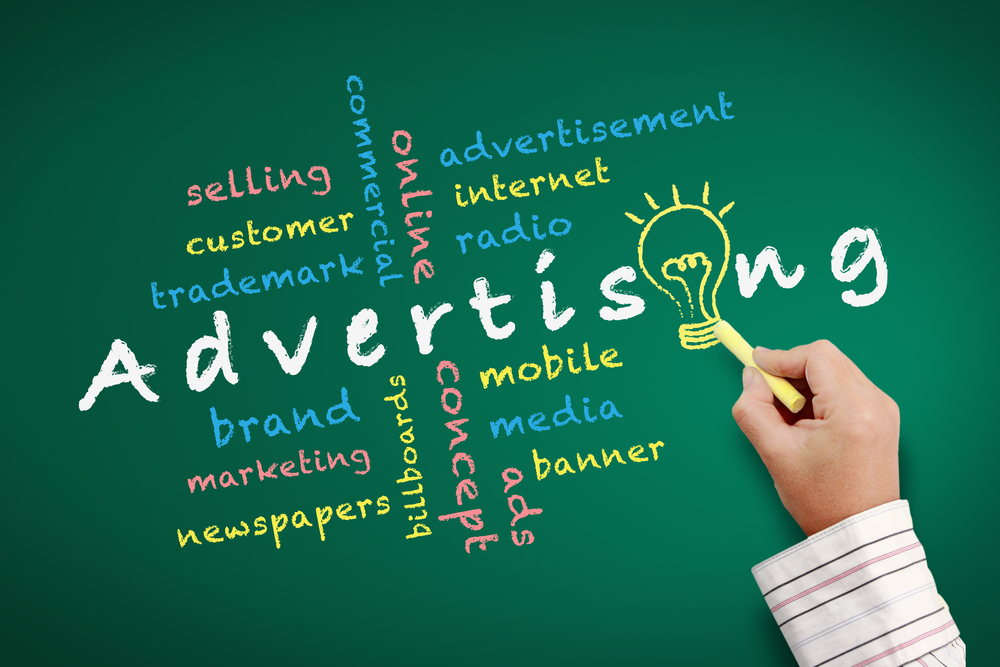 commercial
online
advertisement
selling
internet
customer
radio
trademark
Advertising
mobile
brand
billboards
concept
media
marketing
banner
newspapers
ads